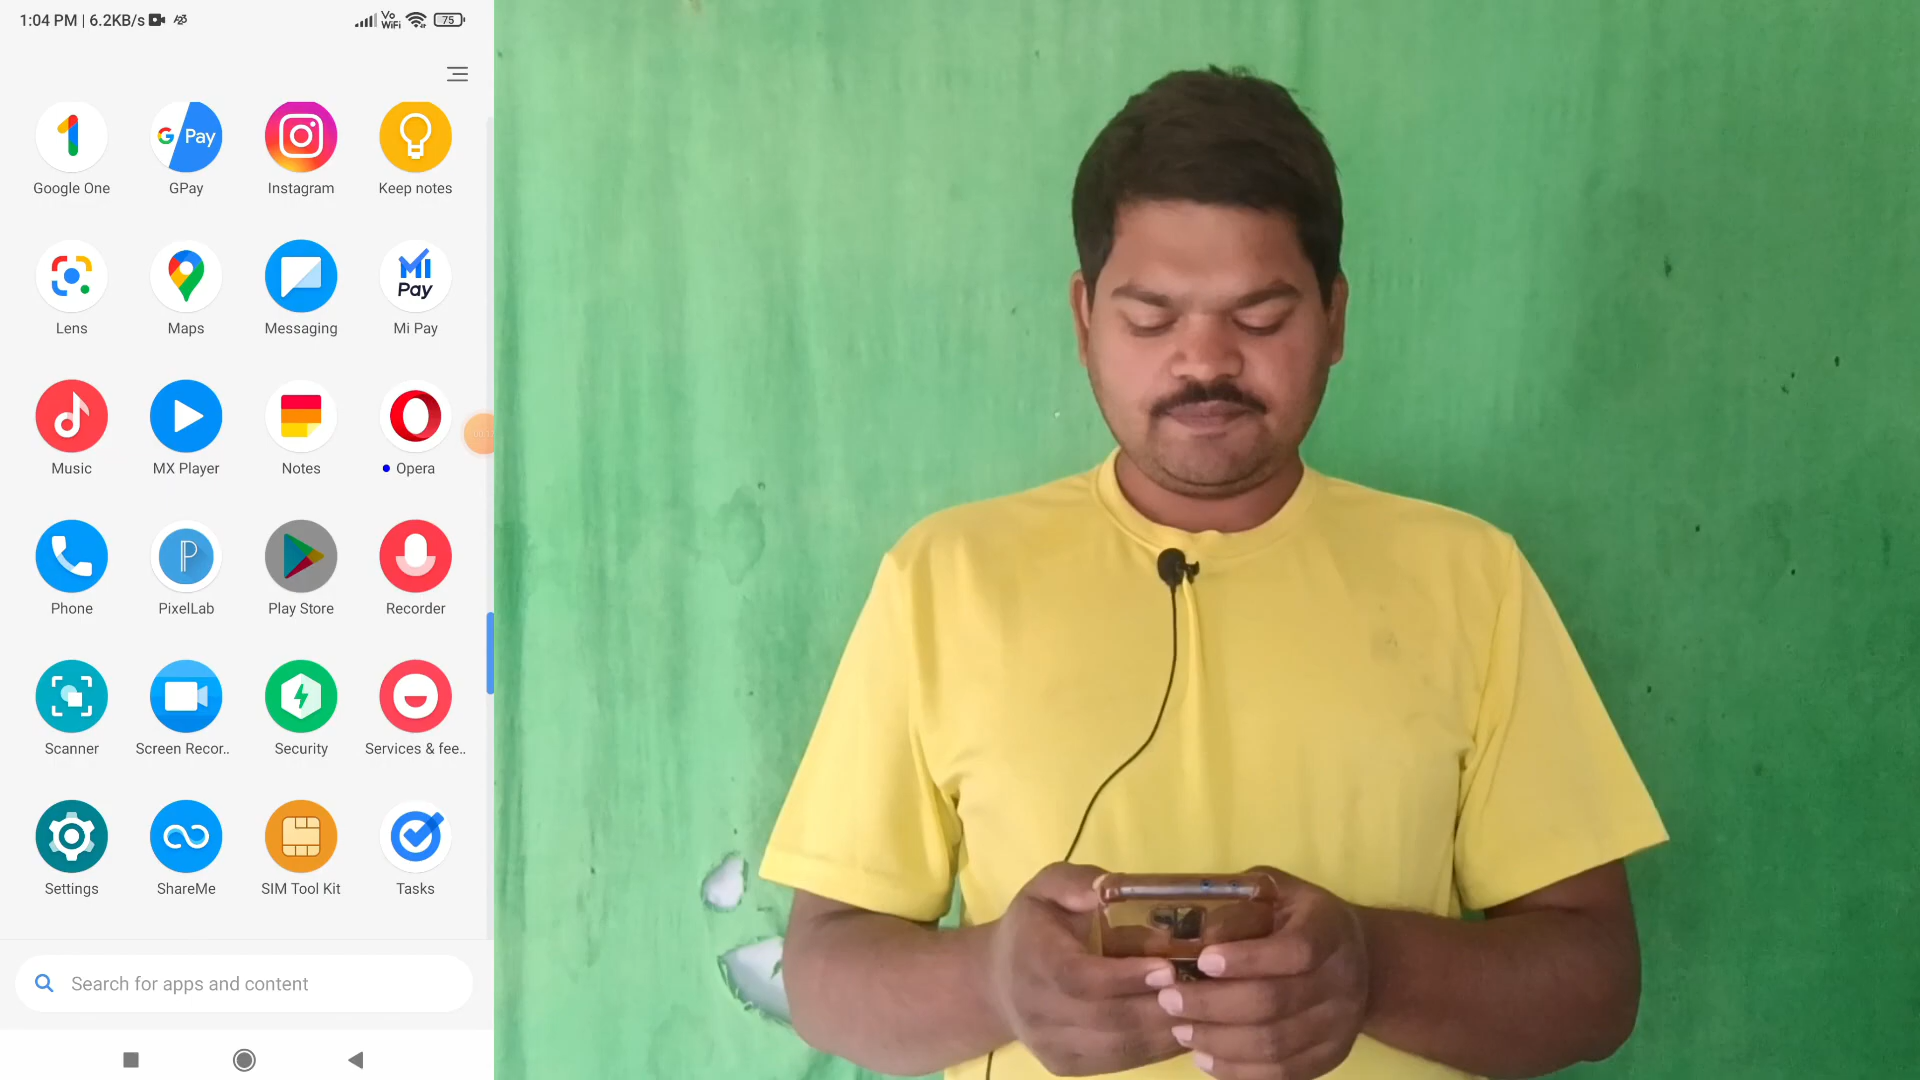 1:04 PM | 6.2KB/s Vo WiFi 75
Google One GPay Instagram Keep notes
G Pay
Lens Maps Messaging Mi Pay
MI Pay
Music MX Player Notes Opera
Phone PixelLab Play Store Recorder
Scanner Screen Recor.. Security Services & fee..
Settings ShareMe SIM Tool Kit Tasks
Search for apps and content